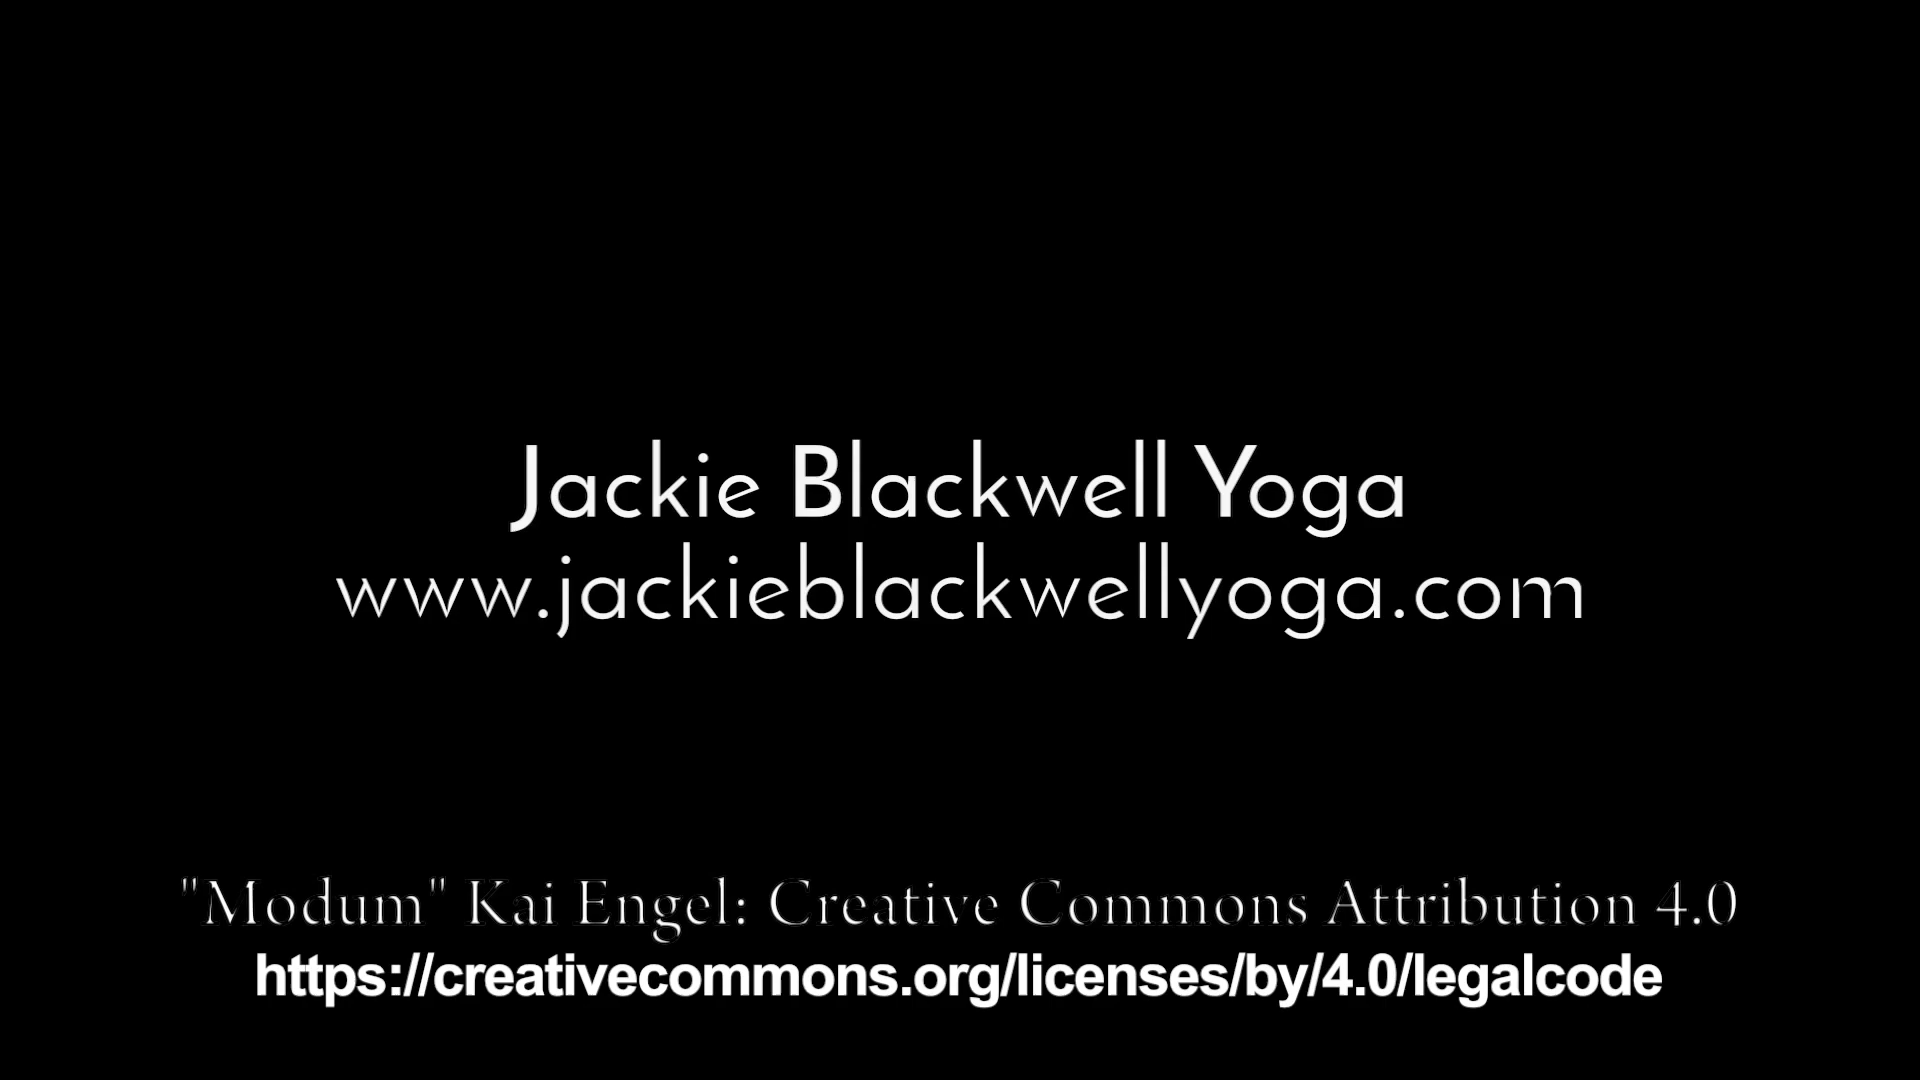 Jackie Blackwell Yoga
www.jackieblackwellyoga.com
"Modum" Kai Engel: Creative Commons Attribution 4.0
https://creativecommons.org/licenses/by/4.0/legalcode